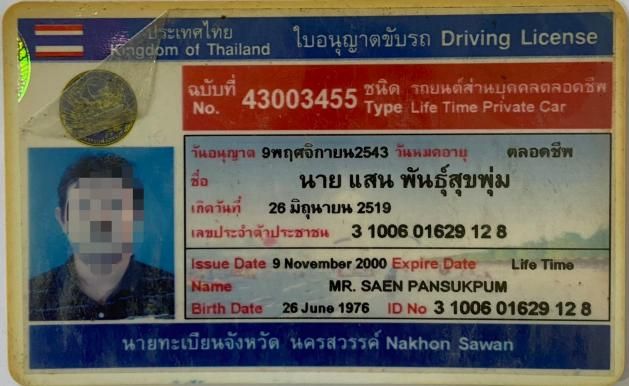 ประเทศไทย ใบอนุญาตขับรถ Driving License
Kingdom of Thailand
ฉบับที่ 43003455 ชนิด รถยนต์ส่วนบุคคลตลอดชีพ
No. Type Life Time Private Car
วันอนุญาต 9พฤศจิกายน2543 วันหมดอายุ ตลอดชีพ
ชื่อ นาย แสน พันธุ์สุขพุ่ม
เกิดวันที่ 26 มิถุนายน 2519
เลขประจำตัวประชาชน 3 1006 01629 12 8
Issue Date 9 November 2000 Expire Date Life Time
Name MR. SAEN PANSUKPUM
Birth Date 26 June 1976 ID No 3 1006 01629 12 8
นายทะเบียนจังหวัด นครสวรรค์ Nakhon Sawan